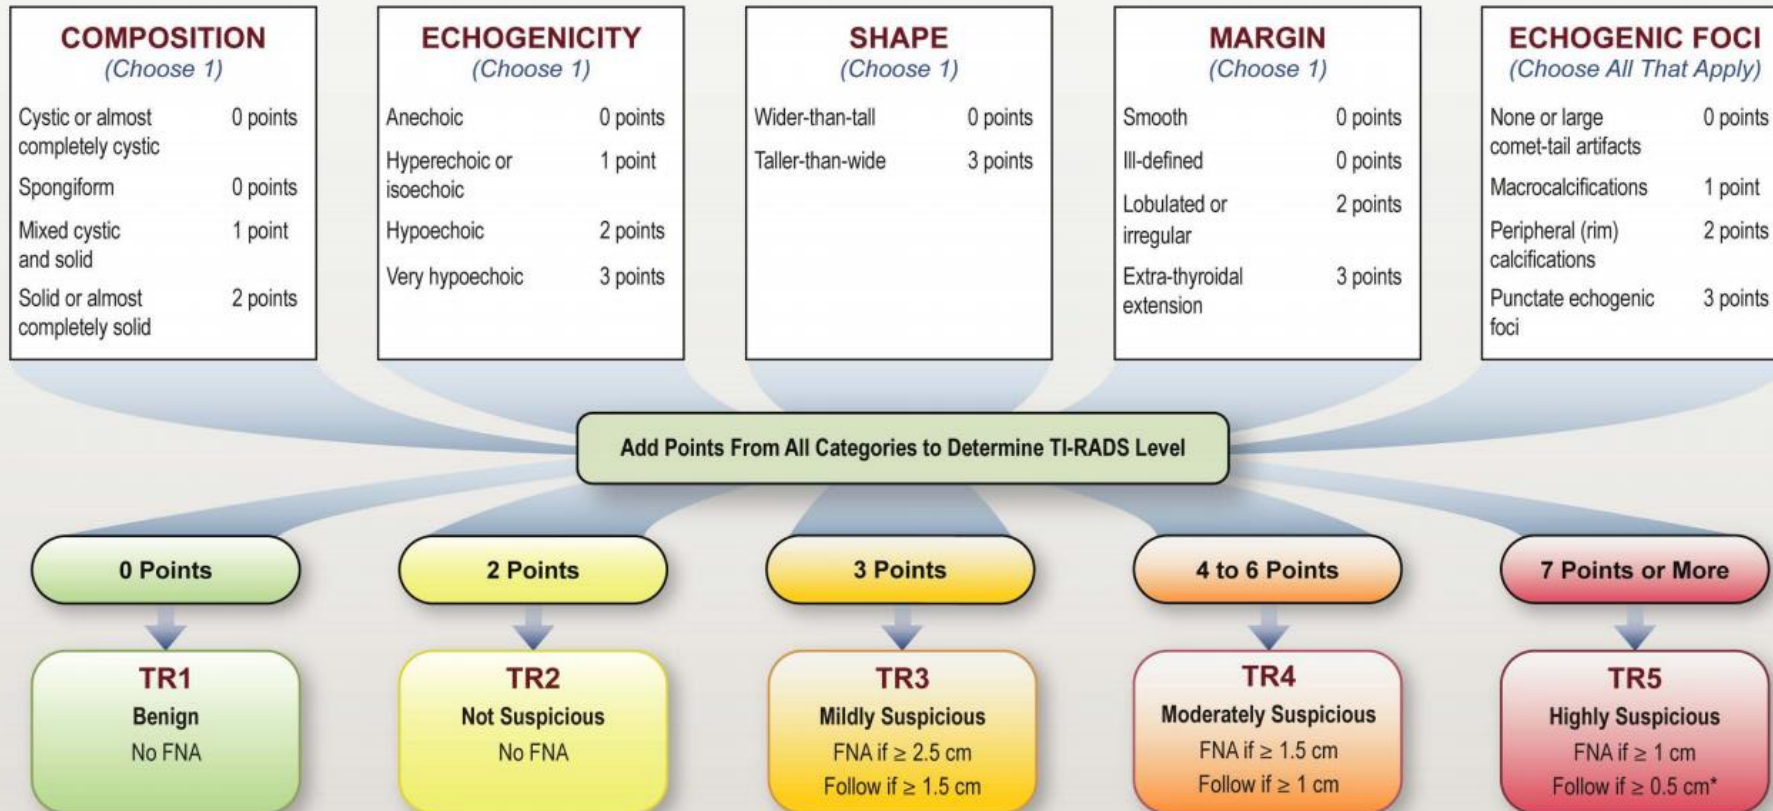 COMPOSITION
(Choose 1)
Cystic or almost 0 points
completely cystic
Spongiform 0 points
Mixed cystic 1 point
and solid
Solid or almost 2 points
completely solid
ECHOGENICITY
(Choose 1)
Anechoic 0 points
Hyperechoic or 1 point
isoechoic
Hypoechoic 2 points
Very hypoechoic 3 points
SHAPE
(Choose 1)
Wider-than-tall 0 points
Taller-than-wide 3 points
MARGIN
(Choose 1)
Smooth 0 points
Ill-defined 0 points
Lobulated or 2 points
irregular
Extra-thyroidal 3 points
extension
ECHOGENIC FOCI
(Choose All That Apply)
None or large 0 points
comet-tail artifacts
Macrocalcifications 1 point
Peripheral (rim) 2 points
calcifications
Punctate echogenic 3 points
foci
Add Points From All Categories to Determine TI-RADS Level
0 Points
2 Points
3 Points
4 to 6 Points
7 Points or More
TR1
Benign
No FNA
TR2
Not Suspicious
No FNA
TR3
Mildly Suspicious
FNA if ≥ 2.5 cm
Follow if ≥ 1.5 cm
TR4
Moderately Suspicious
FNA if ≥ 1.5 cm
Follow if ≥ 1 cm
TR5
Highly Suspicious
FNA if ≥ 1 cm
Follow if ≥ 0.5 cm*